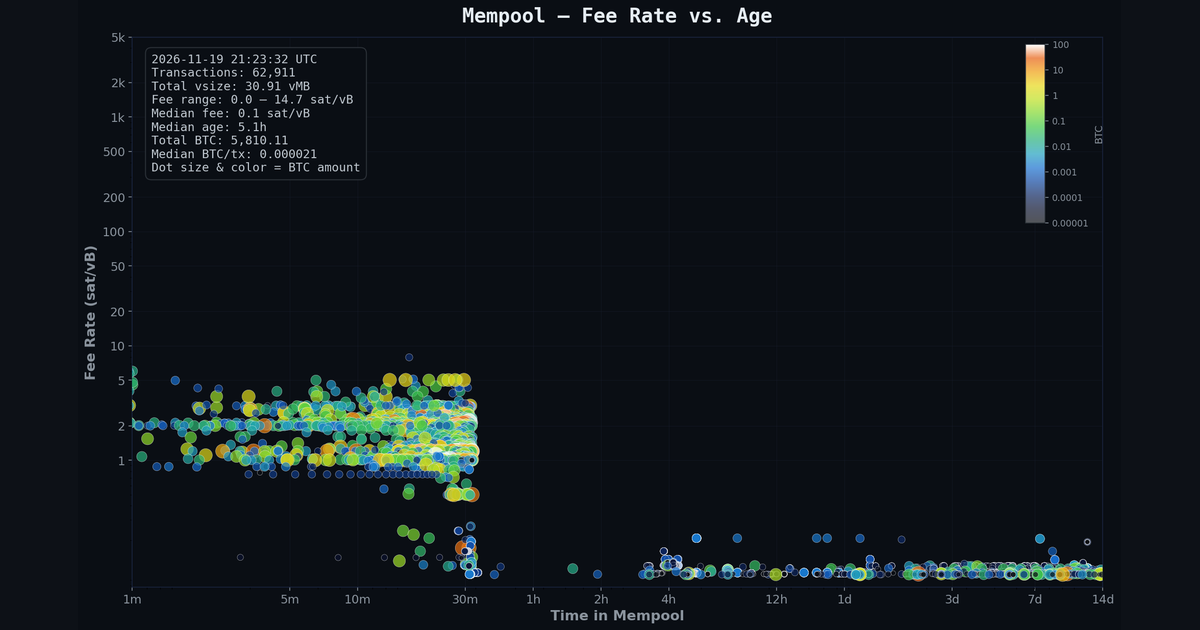 Mempool — Fee Rate vs. Age
5k
2k
1k
500
200
100
50
20
10
5
2
1
Fee Rate (sat/vB)
2026-11-19 21:23:32 UTC
Transactions: 62,911
Total vsize: 30.91 vMB
Fee range: 0.0 — 14.7 sat/vB
Median fee: 0.1 sat/vB
Median age: 5.1h
Total BTC: 5,810.11
Median BTC/tx: 0.000021
Dot size & color = BTC amount
100
10
1
0.1
0.01
0.001
0.0001
0.00001
BTC
1m
5m
10m
30m
1h
2h
4h
12h
1d
3d
7d
14d
Time in Mempool